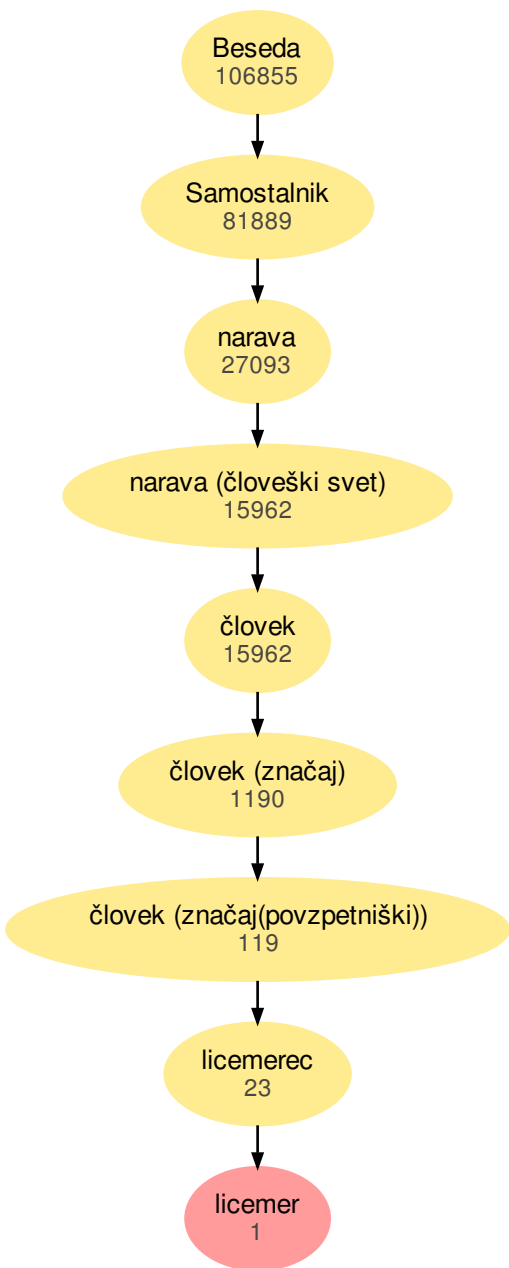 Beseda
106855
Samostalnik
81889
narava
27093
narava (človeški svet)
15962
človek
15962
človek (značaj)
1190
človek (značaj(povzpetniški))
119
licemerec
23
licemer
1